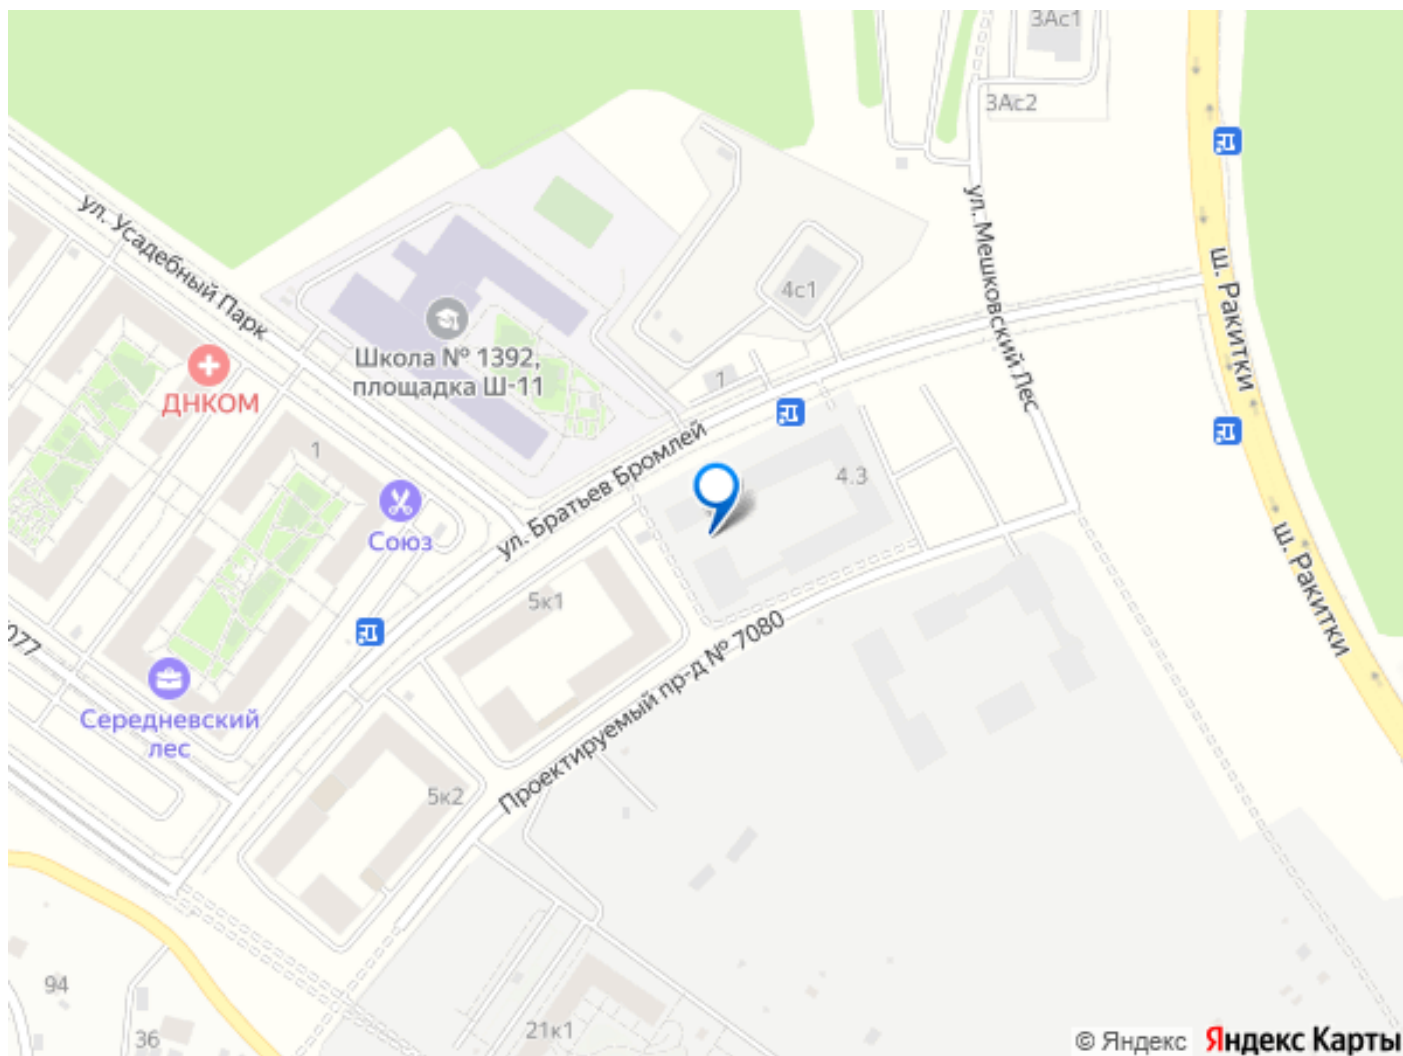 3Ас1
3Ас2
ул. Усадебный Парк
ул. Мешковский Лес
ш. Ракитки
4с1
Школа № 1392,
площадка Ш-11
1
ДНКОМ
ул. Братьев Бромлей
1
4.3
Союз
ш. Ракитки
5к1
Проектируемый пр-д № 7080
077
Середневский
лес
5к2
94
36
21к1
© Яндекс Яндекс Карты